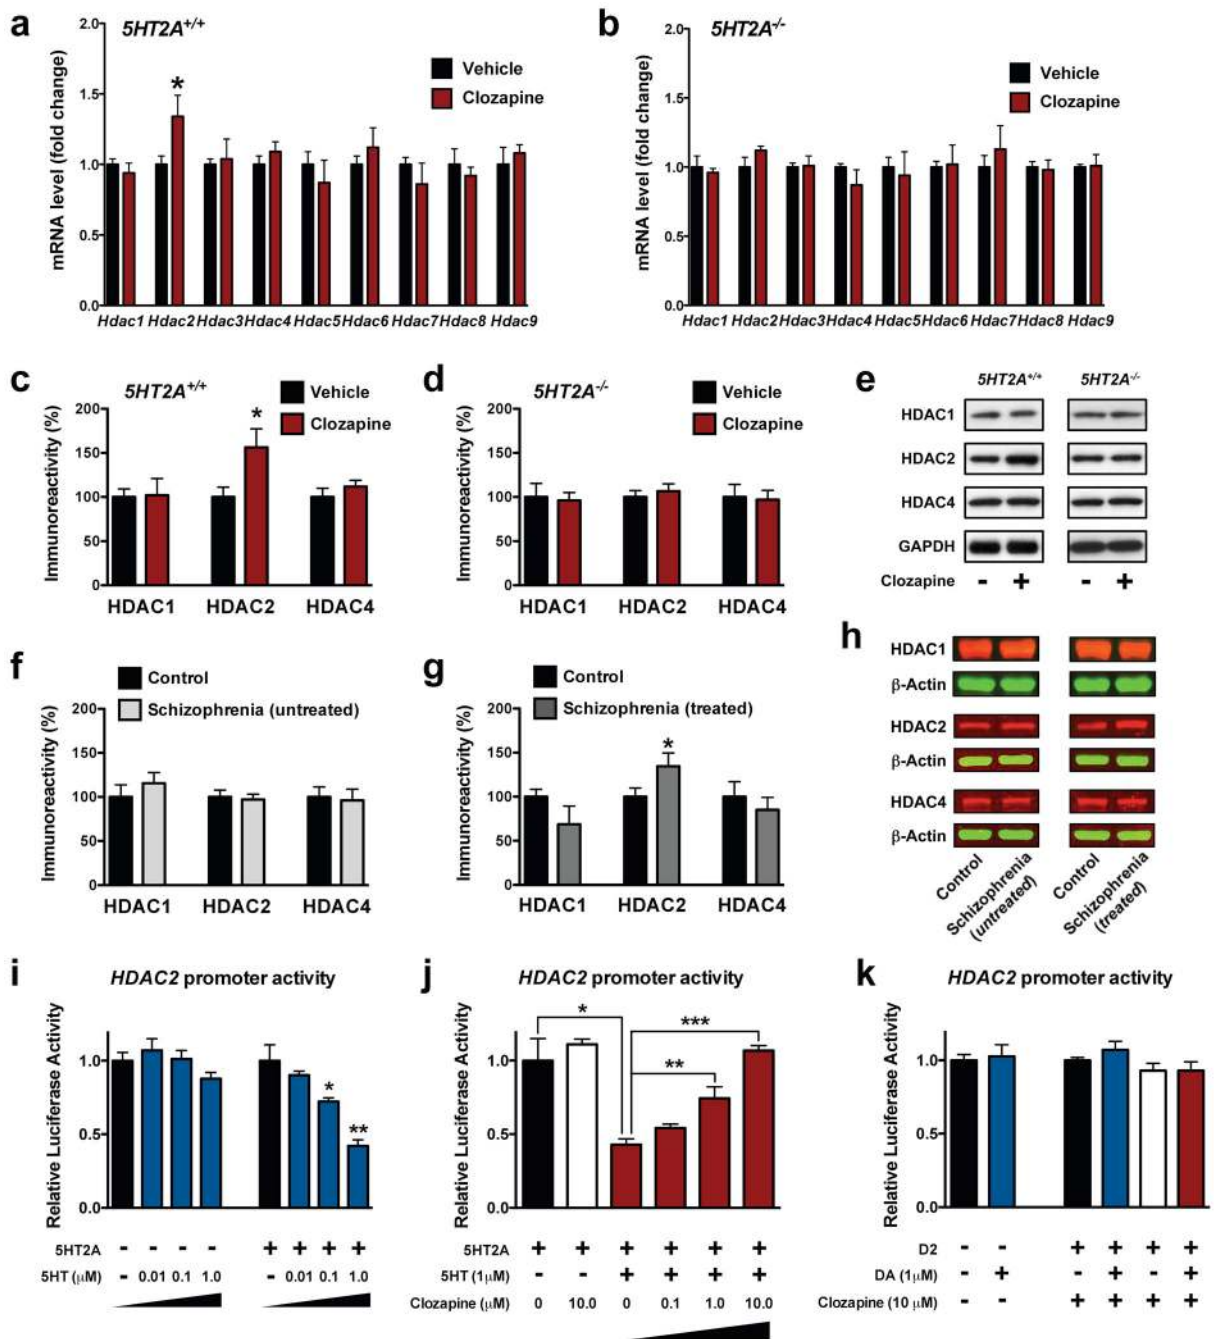 a
5HT2A+/+
mRNA level (fold change)
2.0
1.5
1.0
0.5
0.0
*
Vehicle
Clozapine
Hdac1 Hdac2 Hdac3 Hdac4 Hdac5 Hdac6 Hdac7 Hdac8 Hdac9
b
5HT2A-/-
mRNA level (fold change)
2.0
1.5
1.0
0.5
0.0
Vehicle
Clozapine
Hdac1 Hdac2 Hdac3 Hdac4 Hdac5 Hdac6 Hdac7 Hdac8 Hdac9
c
5HT2A+/+
Immunoreactivity (%)
200
150
100
50
0
*
Vehicle
Clozapine
HDAC1 HDAC2 HDAC4
d
5HT2A-/-
Immunoreactivity (%)
200
150
100
50
0
Vehicle
Clozapine
HDAC1 HDAC2 HDAC4
e
5HT2A+/+ 5HT2A-/-
HDAC1
HDAC2
HDAC4
GAPDH
Clozapine - + - +
f
Control
Schizophrenia (untreated)
Immunoreactivity (%)
200
150
100
50
0
HDAC1 HDAC2 HDAC4
g
Control
Schizophrenia (treated)
Immunoreactivity (%)
200
150
100
50
0
*
HDAC1 HDAC2 HDAC4
h
HDAC1
β-Actin
HDAC2
β-Actin
HDAC4
β-Actin
Control
Schizophrenia
(untreated)
Control
Schizophrenia
(treated)
i
HDAC2 promoter activity
Relative Luciferase Activity
1.0
0.5
0.0
*
**
5HT2A - - - - + + + +
5HT (μM) - 0.01 0.1 1.0 - 0.01 0.1 1.0
j
HDAC2 promoter activity
Relative Luciferase Activity
1.0
0.5
0.0
*
***
**
5HT2A + + + + + +
5HT (1μM) - - + + + +
Clozapine (μM) 0 10.0 0 0.1 1.0 10.0
k
HDAC2 promoter activity
Relative Luciferase Activity
1.0
0.5
0.0
D2 - - + + + +
DA (1μM) - + - + - +
Clozapine (10 μM) - - + + + +